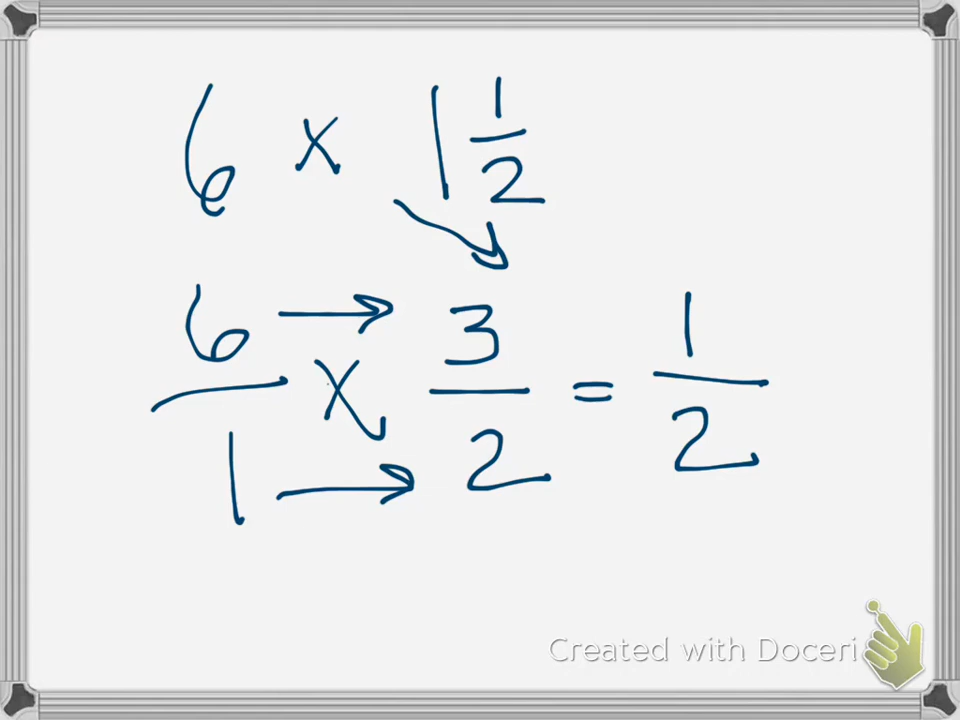 6 x 1 1/2
6/1 x 3/2 = 1/2
Created with Doceri